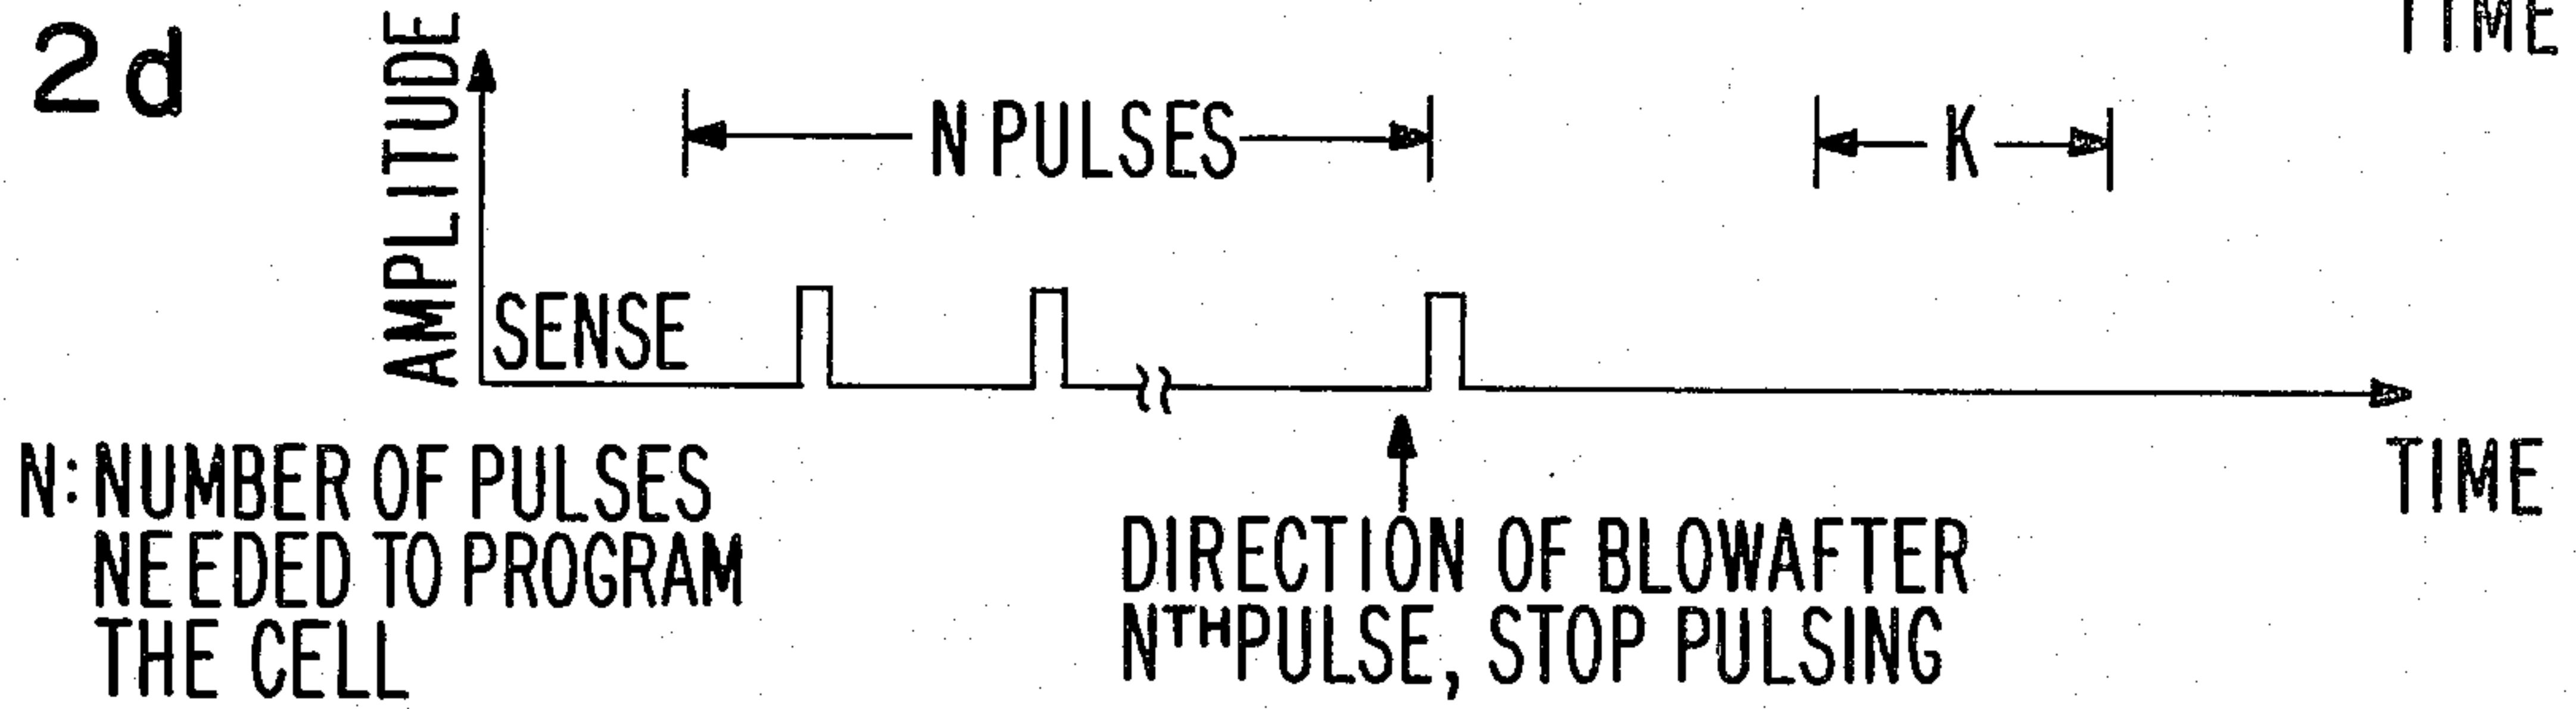 TIME
2d
AMPLITUDE
N PULSES
K
SENSE
TIME
N: NUMBER OF PULSES
NEEDED TO PROGRAM
THE CELL
DIRECTION OF BLOWAFTER
NTHPULSE, STOP PULSING